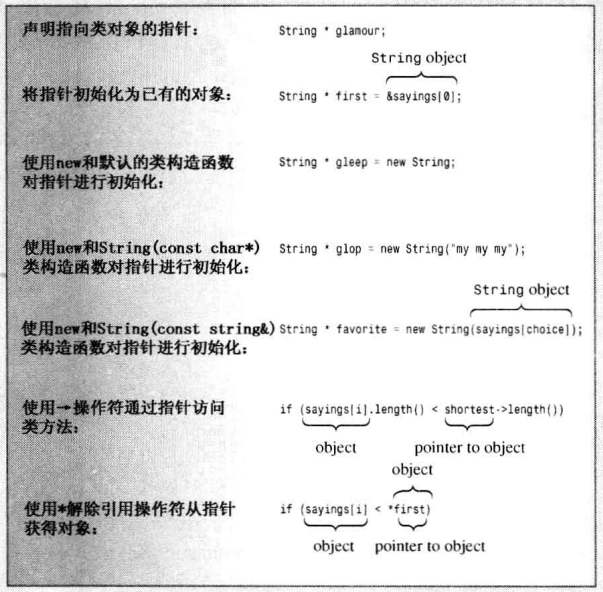 声明指向类对象的指针： String * glamour;
String object
将指针初始化为已有的对象： String * first = &sayings[0];
使用new和默认的类构造函数 String * gleep = new String;
对指针进行初始化：
使用new和String(const char*) String * glop = new String("my my my");
类构造函数对指针进行初始化：
String object
使用new和String(const string&) String * favorite = new String(sayings[choice]);
类构造函数对指针进行初始化：
使用→操作符通过指针访问 if (sayings[i].length() < shortest->length())
类方法：
object pointer to object
object
使用*解除引用操作符从指针 if (sayings[i] < *first)
获得对象：
object pointer to object